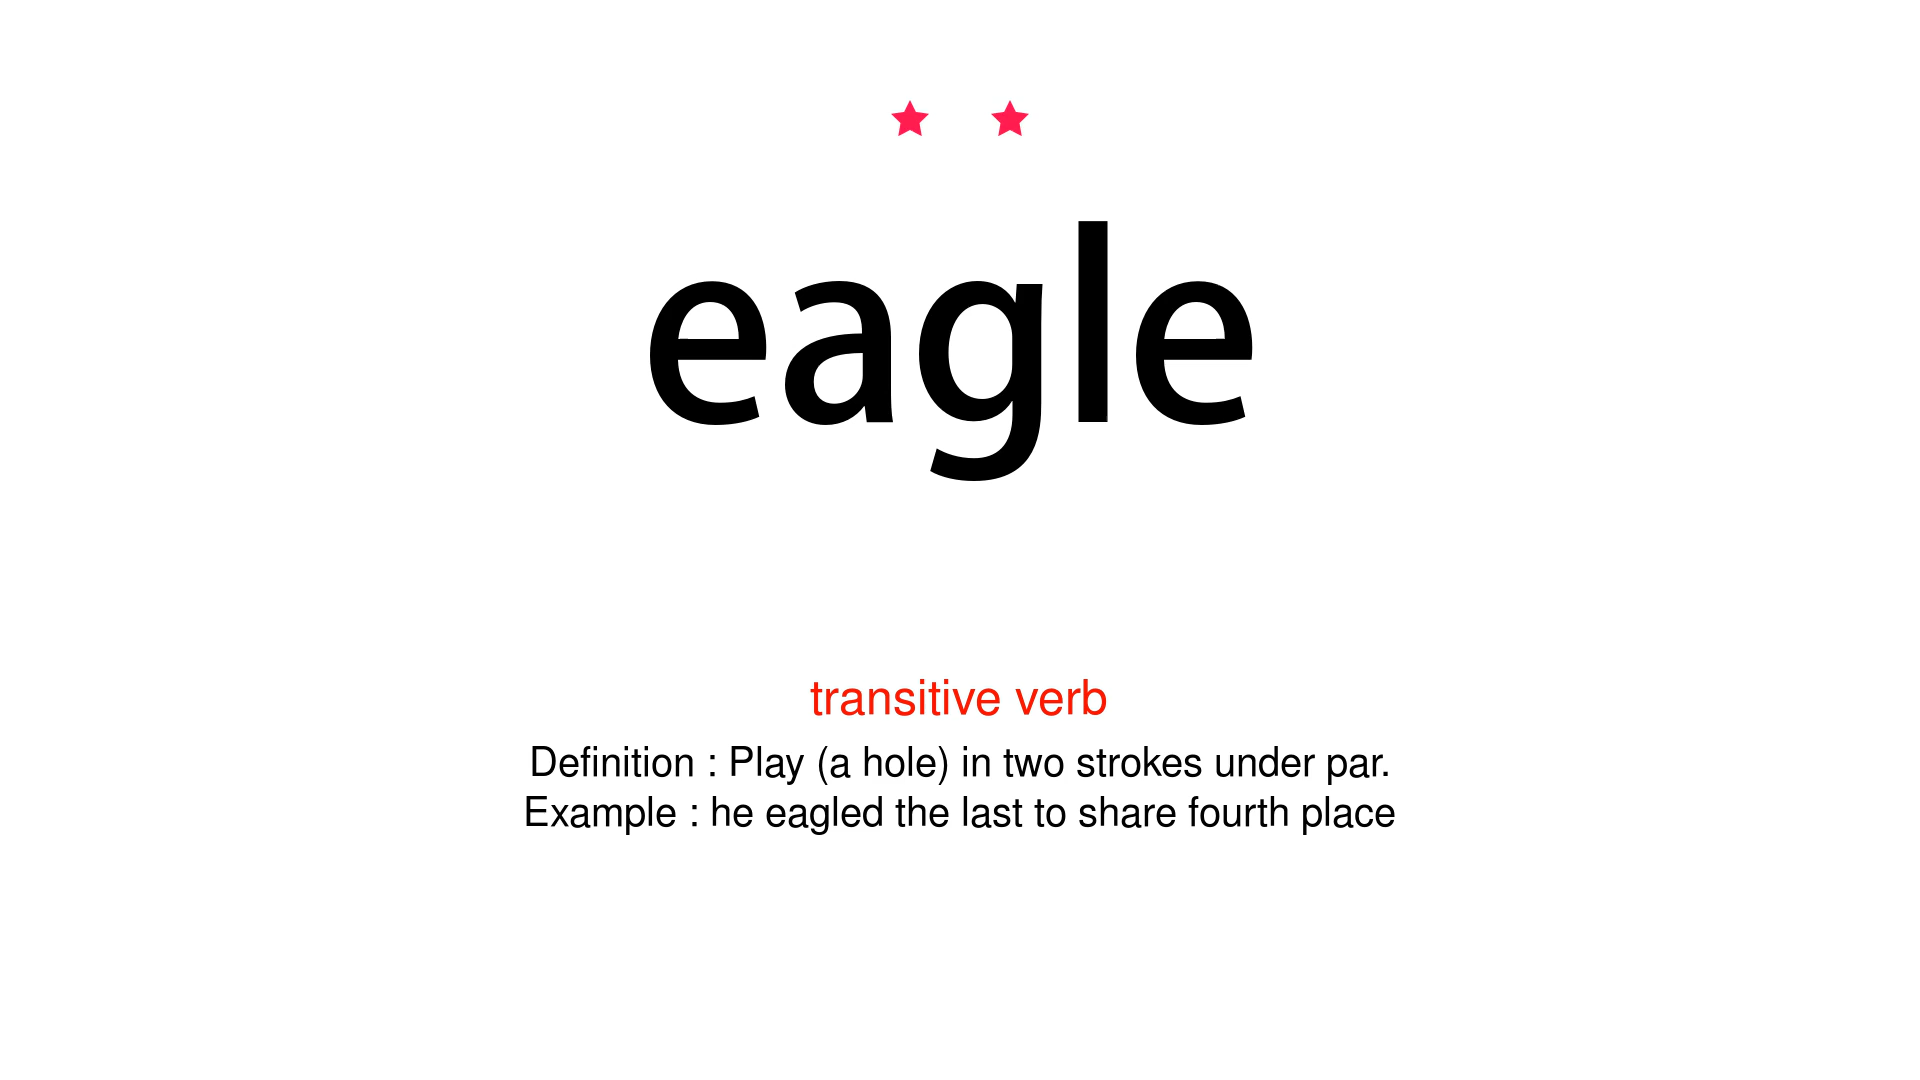 eagle
transitive verb
Definition : Play (a hole) in two strokes under par.
Example : he eagled the last to share fourth place